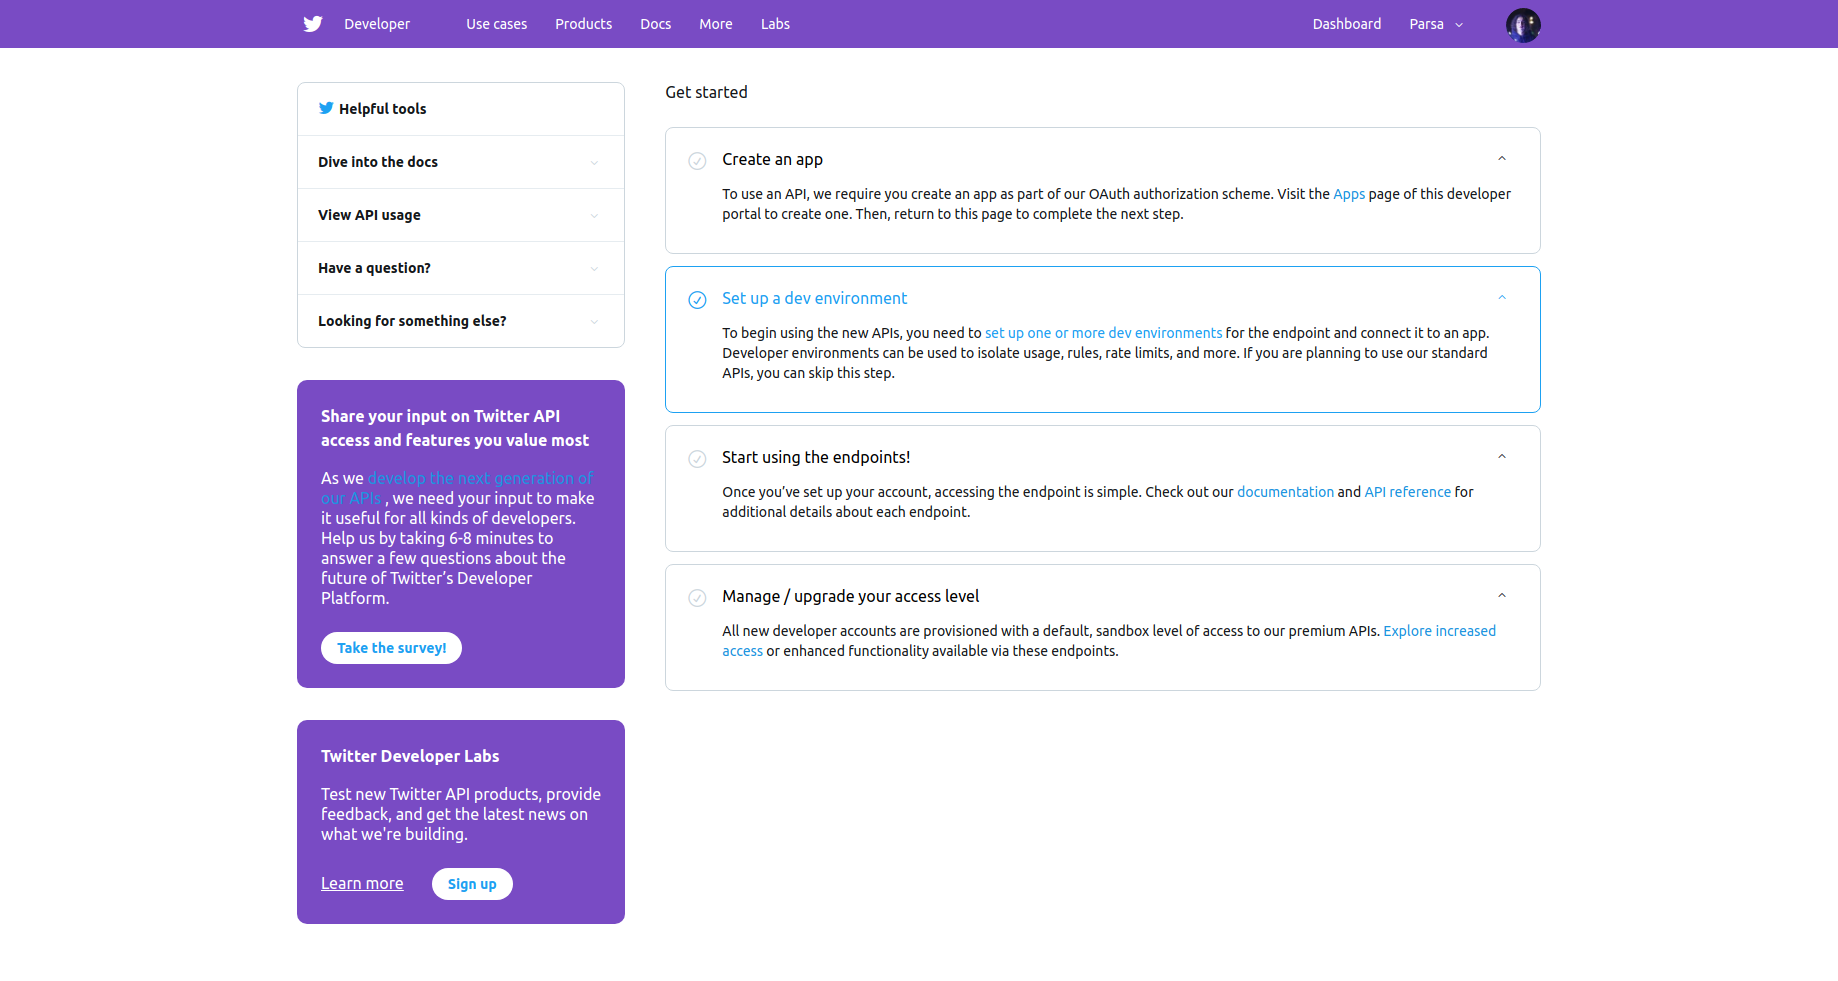 Developer Use cases Products Docs More Labs Dashboard Parsa
Helpful tools
Dive into the docs
View API usage
Have a question?
Looking for something else?
Share your input on Twitter API
access and features you value most
As we develop the next generation of
our APIs , we need your input to make
it useful for all kinds of developers.
Help us by taking 6-8 minutes to
answer a few questions about the
future of Twitter’s Developer
Platform.
Take the survey!
Twitter Developer Labs
Test new Twitter API products, provide
feedback, and get the latest news on
what we're building.
Learn more Sign up
Get started
Create an app
To use an API, we require you create an app as part of our OAuth authorization scheme. Visit the Apps page of this developer
portal to create one. Then, return to this page to complete the next step.
Set up a dev environment
To begin using the new APIs, you need to set up one or more dev environments for the endpoint and connect it to an app.
Developer environments can be used to isolate usage, rules, rate limits, and more. If you are planning to use our standard
APIs, you can skip this step.
Start using the endpoints!
Once you’ve set up your account, accessing the endpoint is simple. Check out our documentation and API reference for
additional details about each endpoint.
Manage / upgrade your access level
All new developer accounts are provisioned with a default, sandbox level of access to our premium APIs. Explore increased
access or enhanced functionality available via these endpoints.